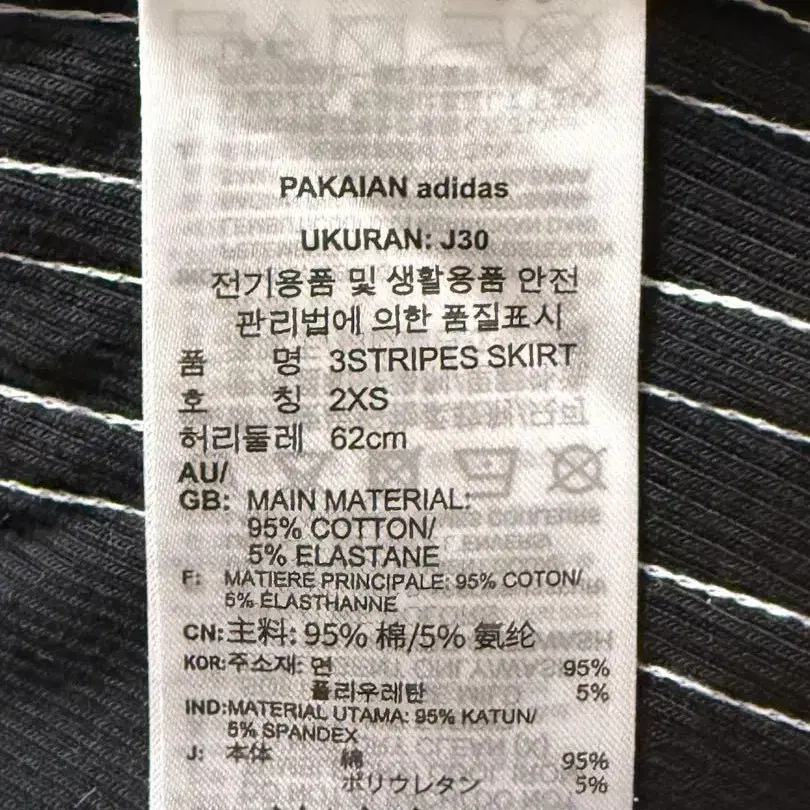 PAKAIAN adidas
UKURAN: J30
전기용품 및 생활용품 안전
관리법에 의한 품질표시
품 명 3STRIPES SKIRT
호 칭 2XS
허리둘레 62cm
AU/
GB: MAIN MATERIAL:
95% COTTON/
5% ELASTANE
F: MATIERE PRINCIPALE: 95% COTON/
5% ELASTHANNE
CN:主料: 95% 棉/5% 氨纶
KOR:주소재: 면 95%
폴리우레탄 5%
IND:MATERIAL UTAMA: 95% KATUN/
5% SPANDEX
J: 本体 綿 95%
ポリウレタン 5%